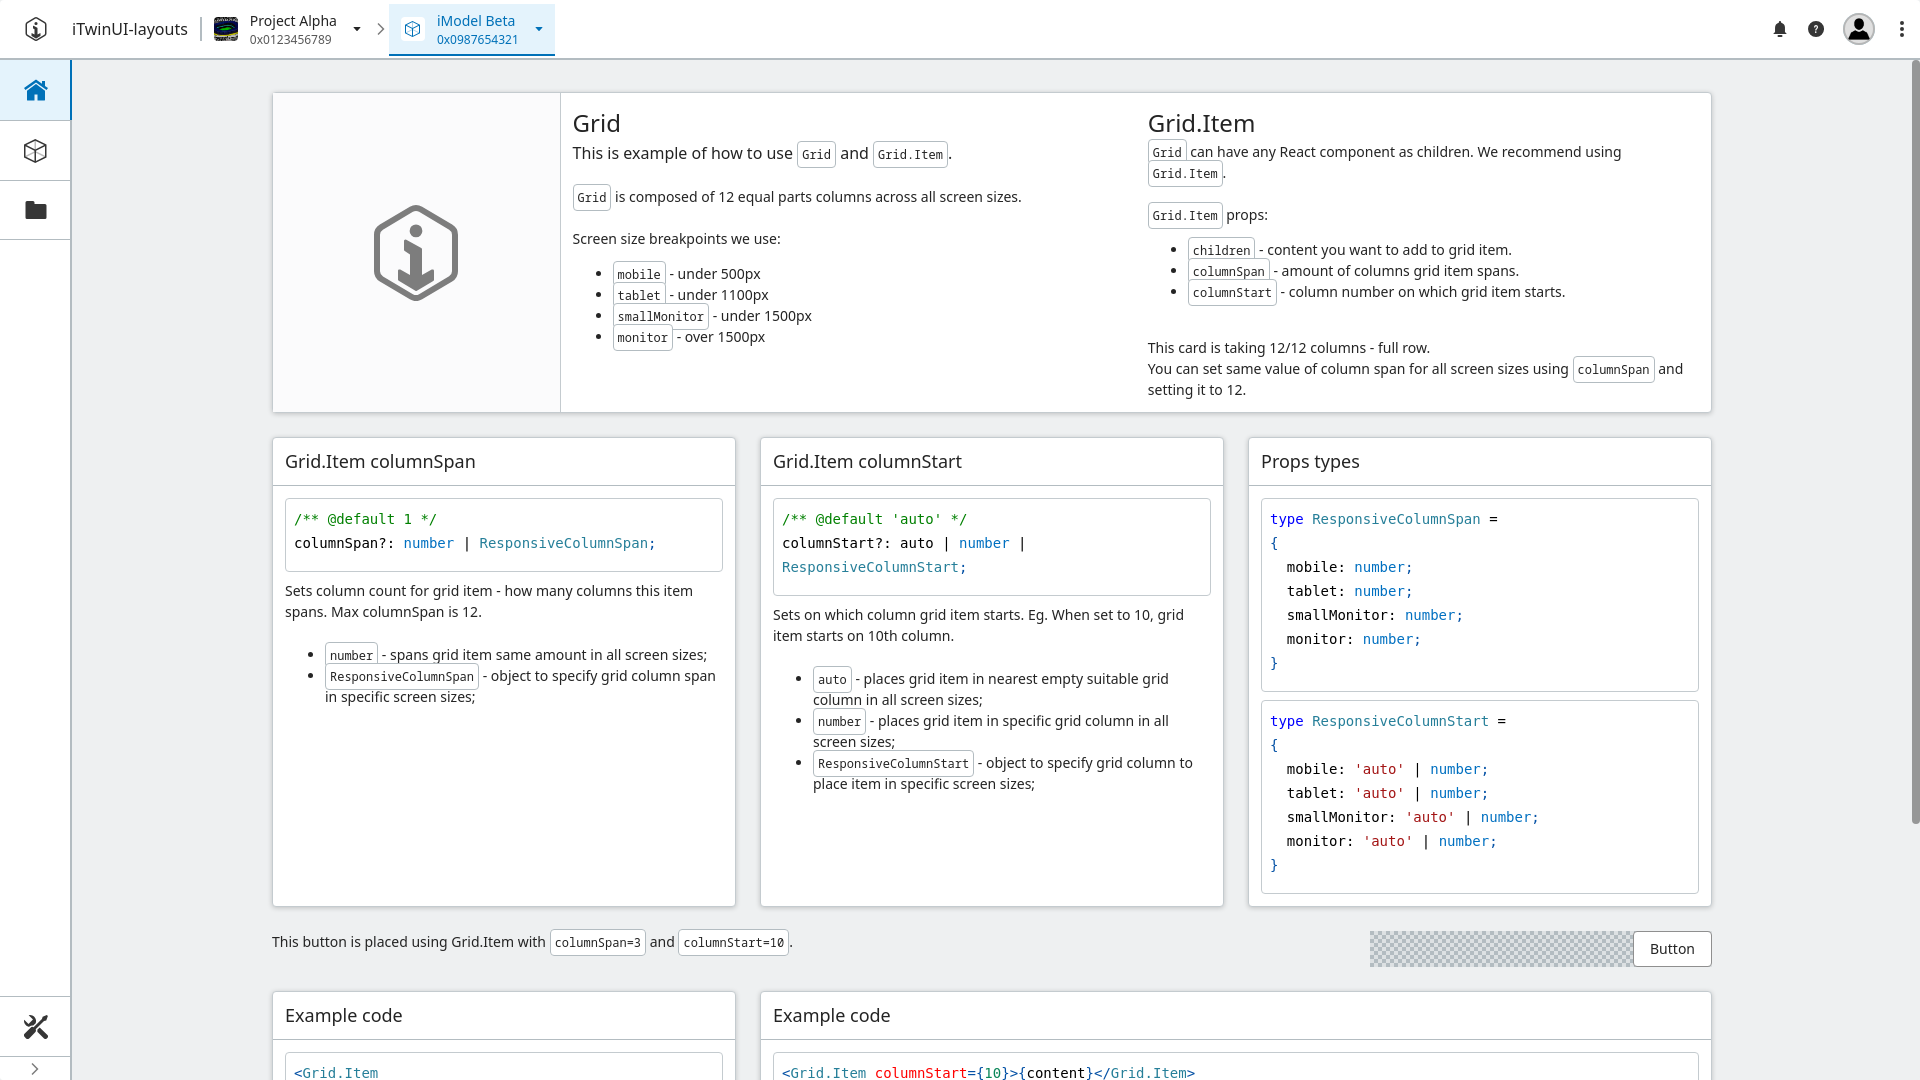 iTwinUI-layouts
Project Alpha
0x0123456789
iModel Beta
0x0987654321
Grid
This is example of how to use Grid and Grid.Item.
Grid is composed of 12 equal parts columns across all screen sizes.
Screen size breakpoints we use:
mobile - under 500px
tablet - under 1100px
smallMonitor - under 1500px
monitor - over 1500px
Grid.Item
Grid can have any React component as children. We recommend using
Grid.Item.
Grid.Item props:
children - content you want to add to grid item.
columnSpan - amount of columns grid item spans.
columnStart - column number on which grid item starts.
This card is taking 12/12 columns - full row.
You can set same value of column span for all screen sizes using columnSpan and
setting it to 12.
Grid.Item columnSpan
/** @default 1 */
columnSpan?: number | ResponsiveColumnSpan;
Sets column count for grid item - how many columns this item
spans. Max columnSpan is 12.
number - spans grid item same amount in all screen sizes;
ResponsiveColumnSpan - object to specify grid column span
in specific screen sizes;
Grid.Item columnStart
/** @default 'auto' */
columnStart?: auto | number |
ResponsiveColumnStart;
Sets on which column grid item starts. Eg. When set to 10, grid
item starts on 10th column.
auto - places grid item in nearest empty suitable grid
column in all screen sizes;
number - places grid item in specific grid column in all
screen sizes;
ResponsiveColumnStart - object to specify grid column to
place item in specific screen sizes;
Props types
type ResponsiveColumnSpan =
{
mobile: number;
tablet: number;
smallMonitor: number;
monitor: number;
}
type ResponsiveColumnStart =
{
mobile: 'auto' | number;
tablet: 'auto' | number;
smallMonitor: 'auto' | number;
monitor: 'auto' | number;
}
This button is placed using Grid.Item with columnSpan=3 and columnStart=10.
Button
Example code
<Grid.Item
Example code
<Grid.Item columnStart={10}>{content}</Grid.Item>